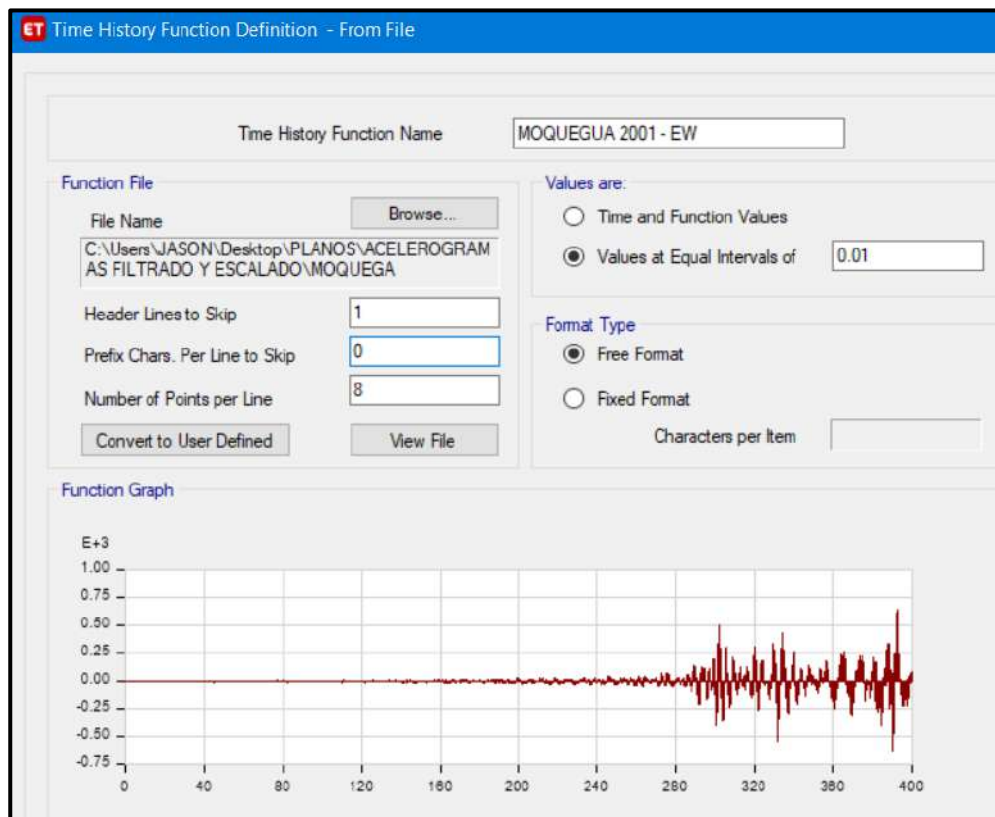 ET Time History Function Definition - From File
Time History Function Name MOQUEGUA 2001 - EW
Function File
File Name Browse...
C:\Users\JASON\Desktop\PLANOS\ACELEROGRAM
AS FILTRADO Y ESCALADO\MOQUEGA
Header Lines to Skip 1
Prefix Chars. Per Line to Skip 0
Number of Points per Line 8
Convert to User Defined View File
Values are:
Time and Function Values
Values at Equal Intervals of 0.01
Format Type
Free Format
Fixed Format
Characters per Item
Function Graph
E+3
1.00
0.75
0.50
0.25
0.00
-0.25
-0.50
-0.75
0 40 80 120 160 200 240 280 320 360 400